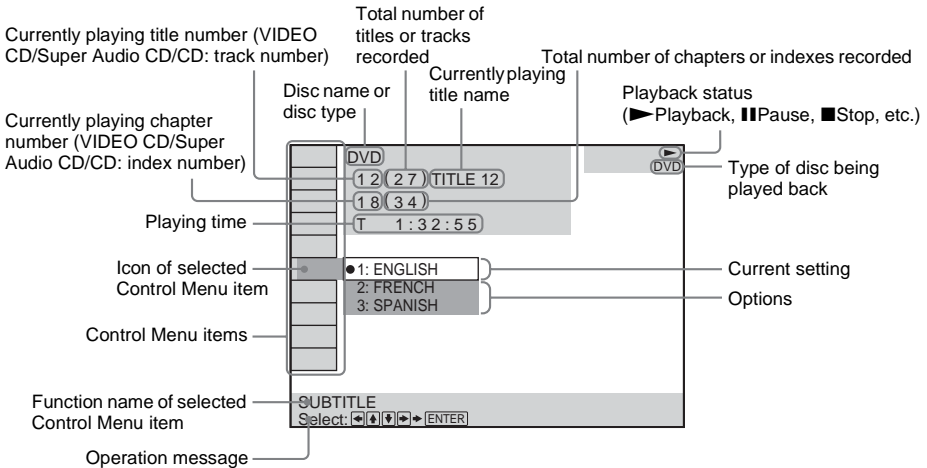 Total number of
titles or tracks
recorded
Currently playing title number (VIDEO
CD/Super Audio CD/CD: track number)
Total number of chapters or indexes recorded
Currently playing
title name
Disc name or
disc type
Playback status
(►Playback, ❚❚Pause, ■Stop, etc.)
Currently playing chapter
number (VIDEO CD/Super
Audio CD/CD: index number)
DVD
DVD
Type of disc being
played back
1 2 ( 2 7 ) TITLE 12
1 8 ( 3 4 )
Playing time
T 1 : 3 2 : 5 5
Icon of selected
Control Menu item
●1: ENGLISH
2: FRENCH
3: SPANISH
Current setting
Options
Control Menu items
Function name of selected
Control Menu item
SUBTITLE
Select: ←↑↓→ → ENTER
Operation message